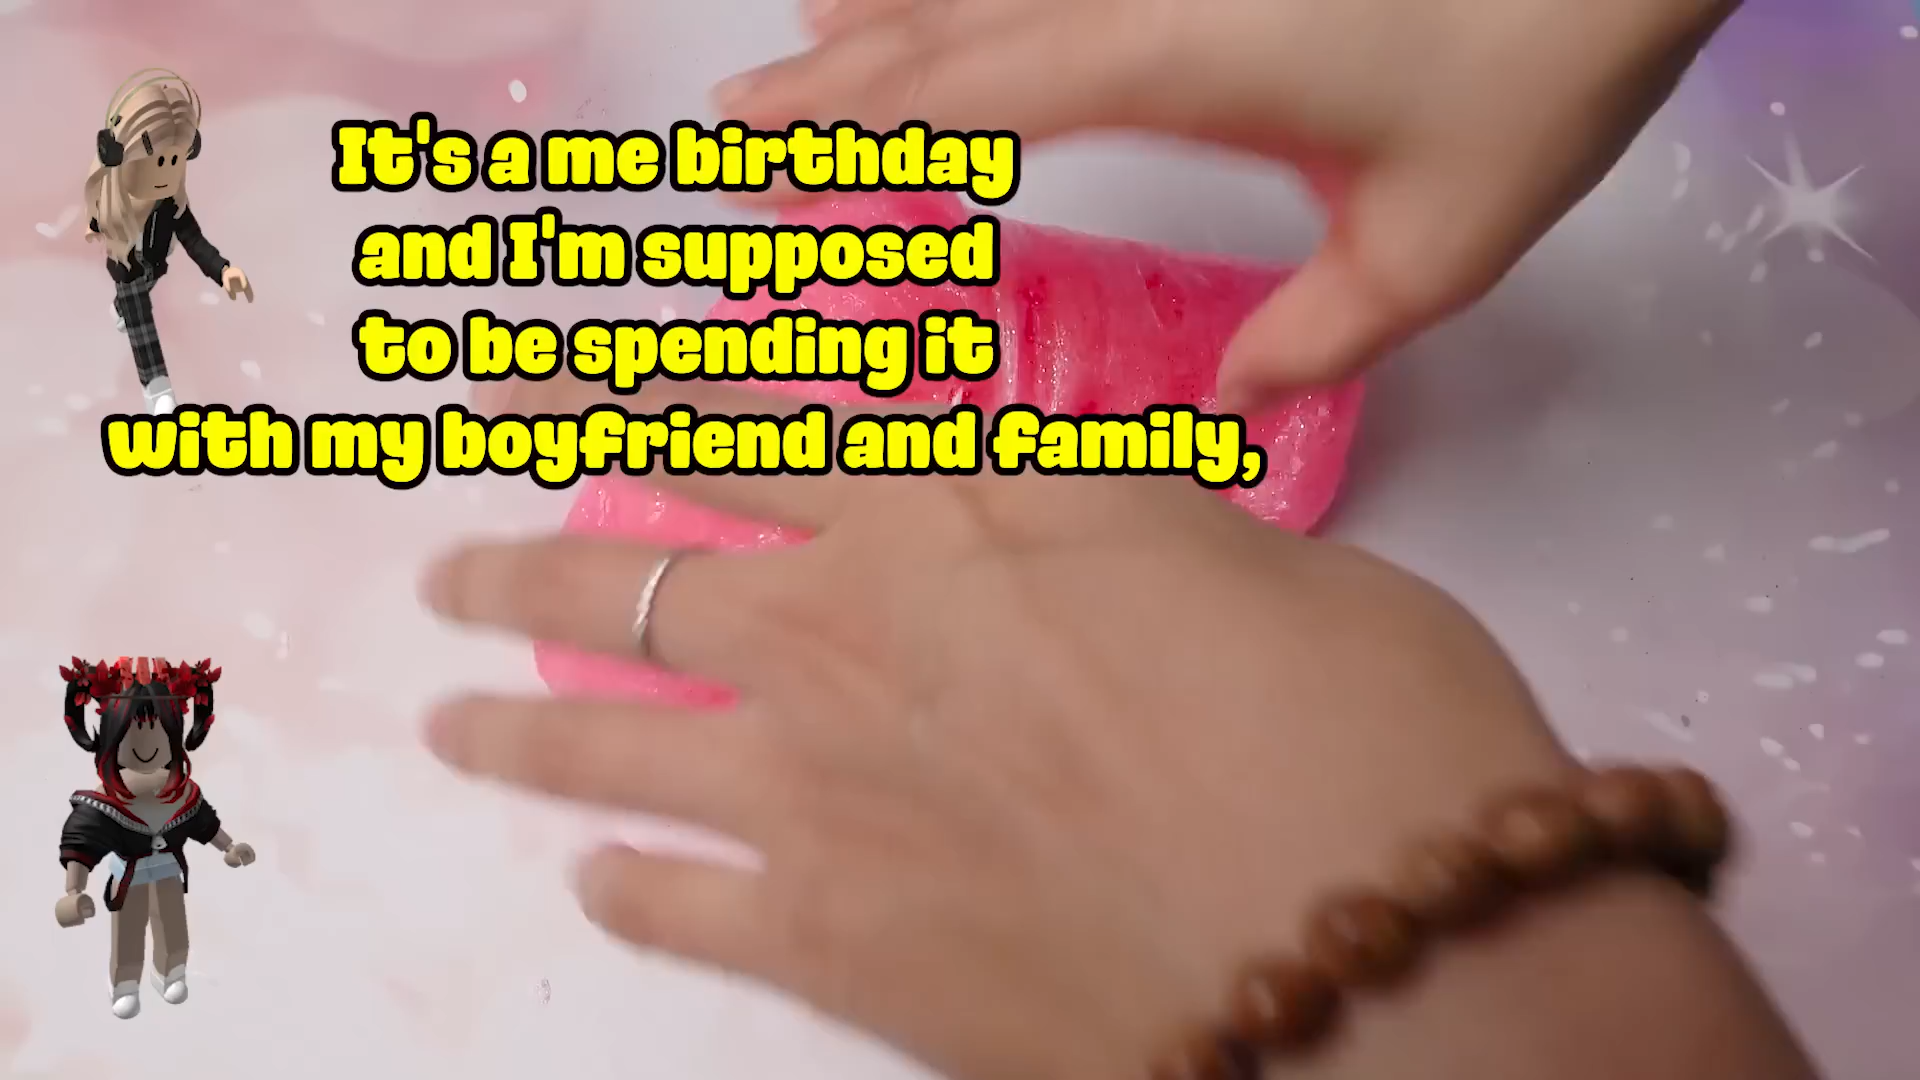 It's a me birthday
and I'm supposed
to be spending it
with my boyfriend and family,